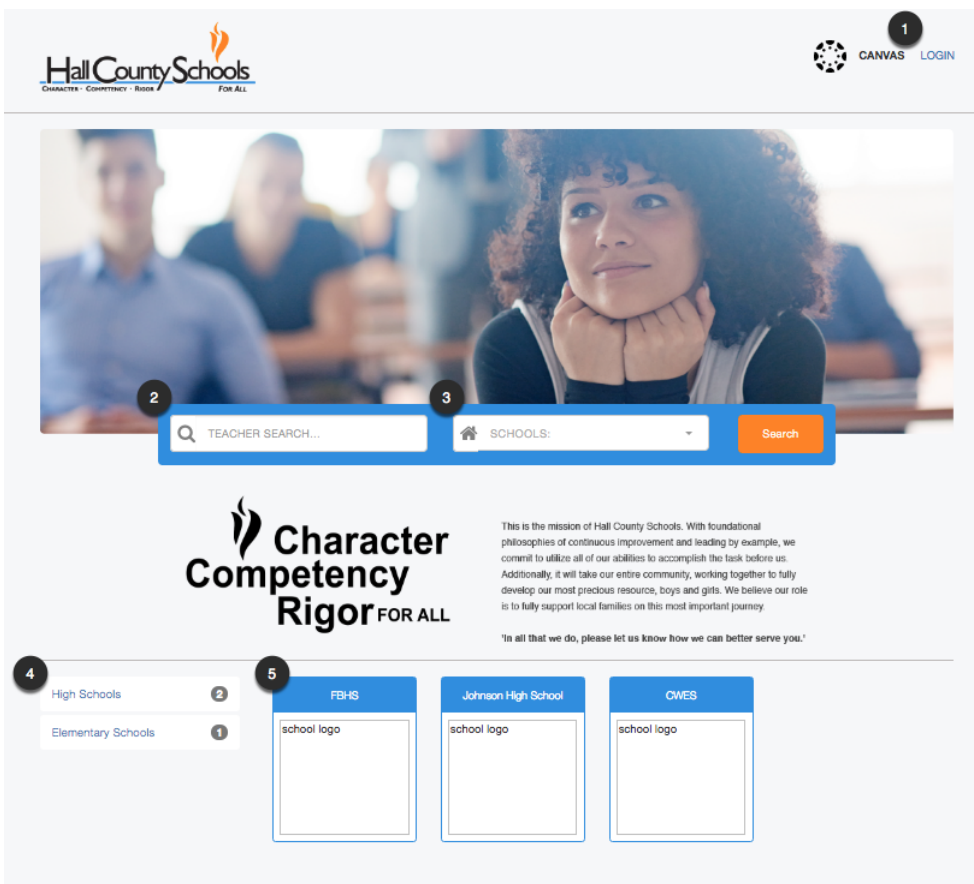 1
Hall County Schools
CHARACTER · COMPETENCY · RIGOR FOR ALL
CANVAS LOGIN
2
3
TEACHER SEARCH...
SCHOOLS:
Search
Character
Competency
Rigor FOR ALL
This is the mission of Hall County Schools. With foundational
philosophies of continuous improvement and leading by example, we
commit to utilize all of our abilities to accomplish the task before us.
Additionally, it will take our entire community, working together to fully
develop our most precious resource, boys and girls. We believe our role
is to fully support local families on this most important journey.
'In all that we do, please let us know how we can better serve you.'
4
High Schools 2
Elementary Schools 1
5
FBHS
school logo
Johnson High School
school logo
CWES
school logo